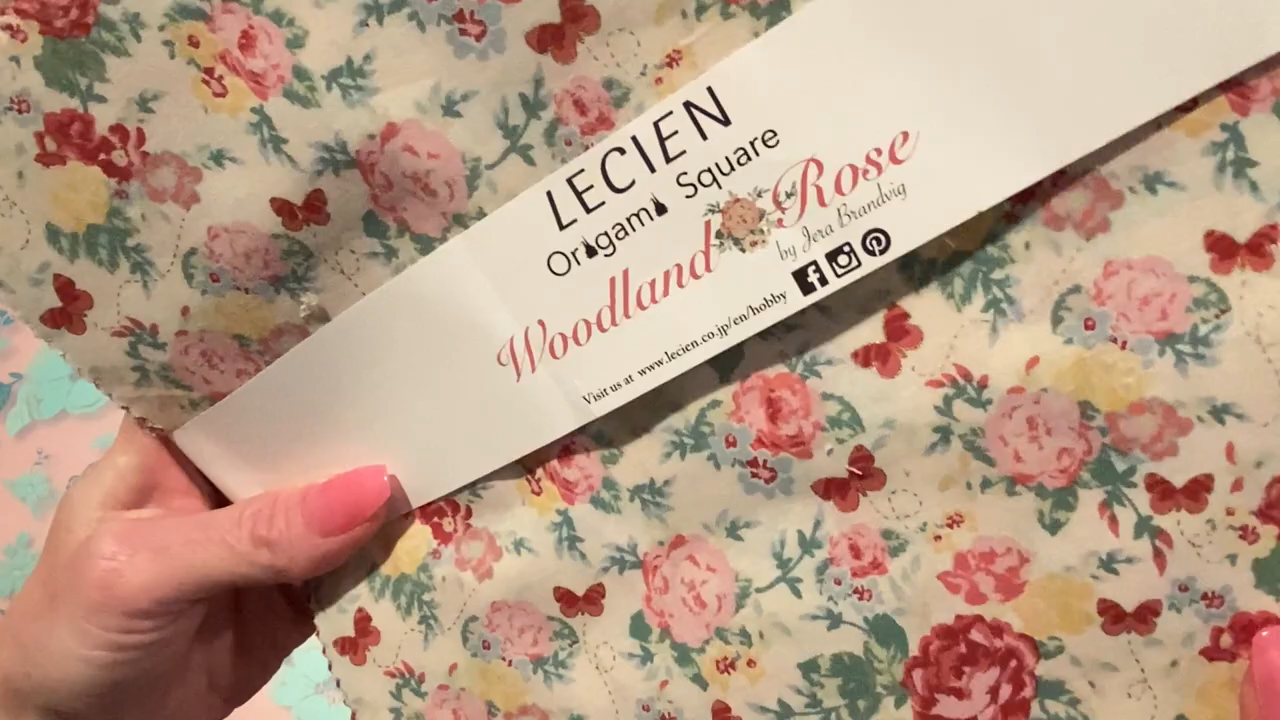 LECIEN
Origami Square
Woodland Rose
by Jera Brandvig
Visit us at www.lecien.co.jp/en/hobby